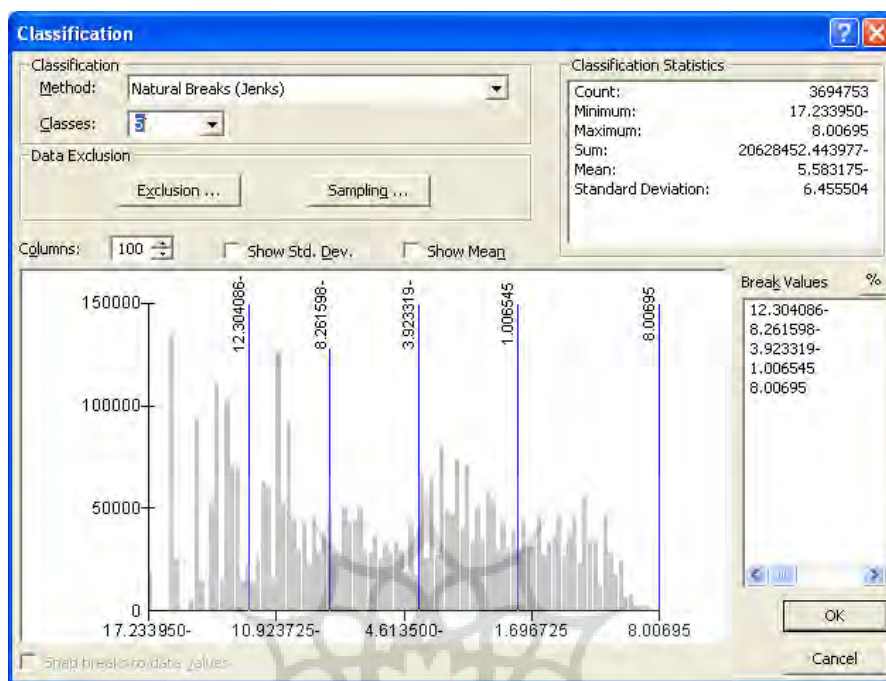 Classification
Classification
Method: Natural Breaks (Jenks)
Classes: 5
Data Exclusion
Exclusion ...
Sampling ...
Classification Statistics
Count: 3694753
Minimum: 17.233950-
Maximum: 8.00695
Sum: 20628452.443977-
Mean: 5.583175-
Standard Deviation: 6.455504
Columns: 100
Show Std. Dev.
Show Mean
Break Values
%
12.304086-
8.261598-
3.923319-
1.006545
8.00695
150000
100000
50000
0
12.304086-
8.261598-
3.923319-
1.006545
8.00695
17.233950-
10.923725-
4.613500-
1.696725
8.00695
Snap breaks to data values
OK
Cancel